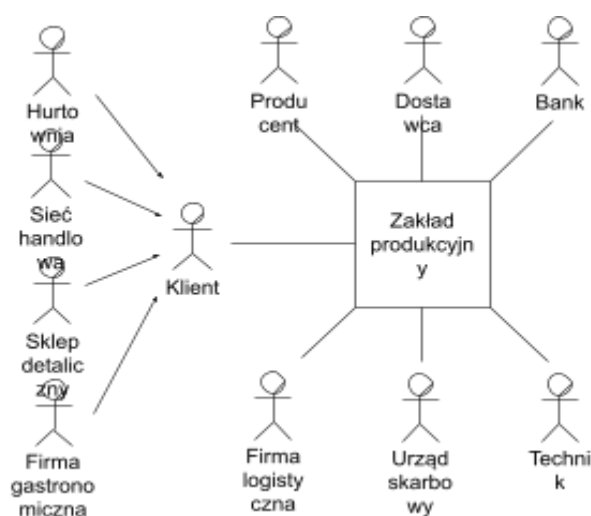 Hurto
wnia
Sieć
handlo
wa
Sklep
detalic
zny
Firma
gastrono
miczna
Klient
Produ
cent
Dosta
wca
Bank
Zakład
produkcyjn
y
Firma
logisty
czna
Urząd
skarbo
wy
Techni
k